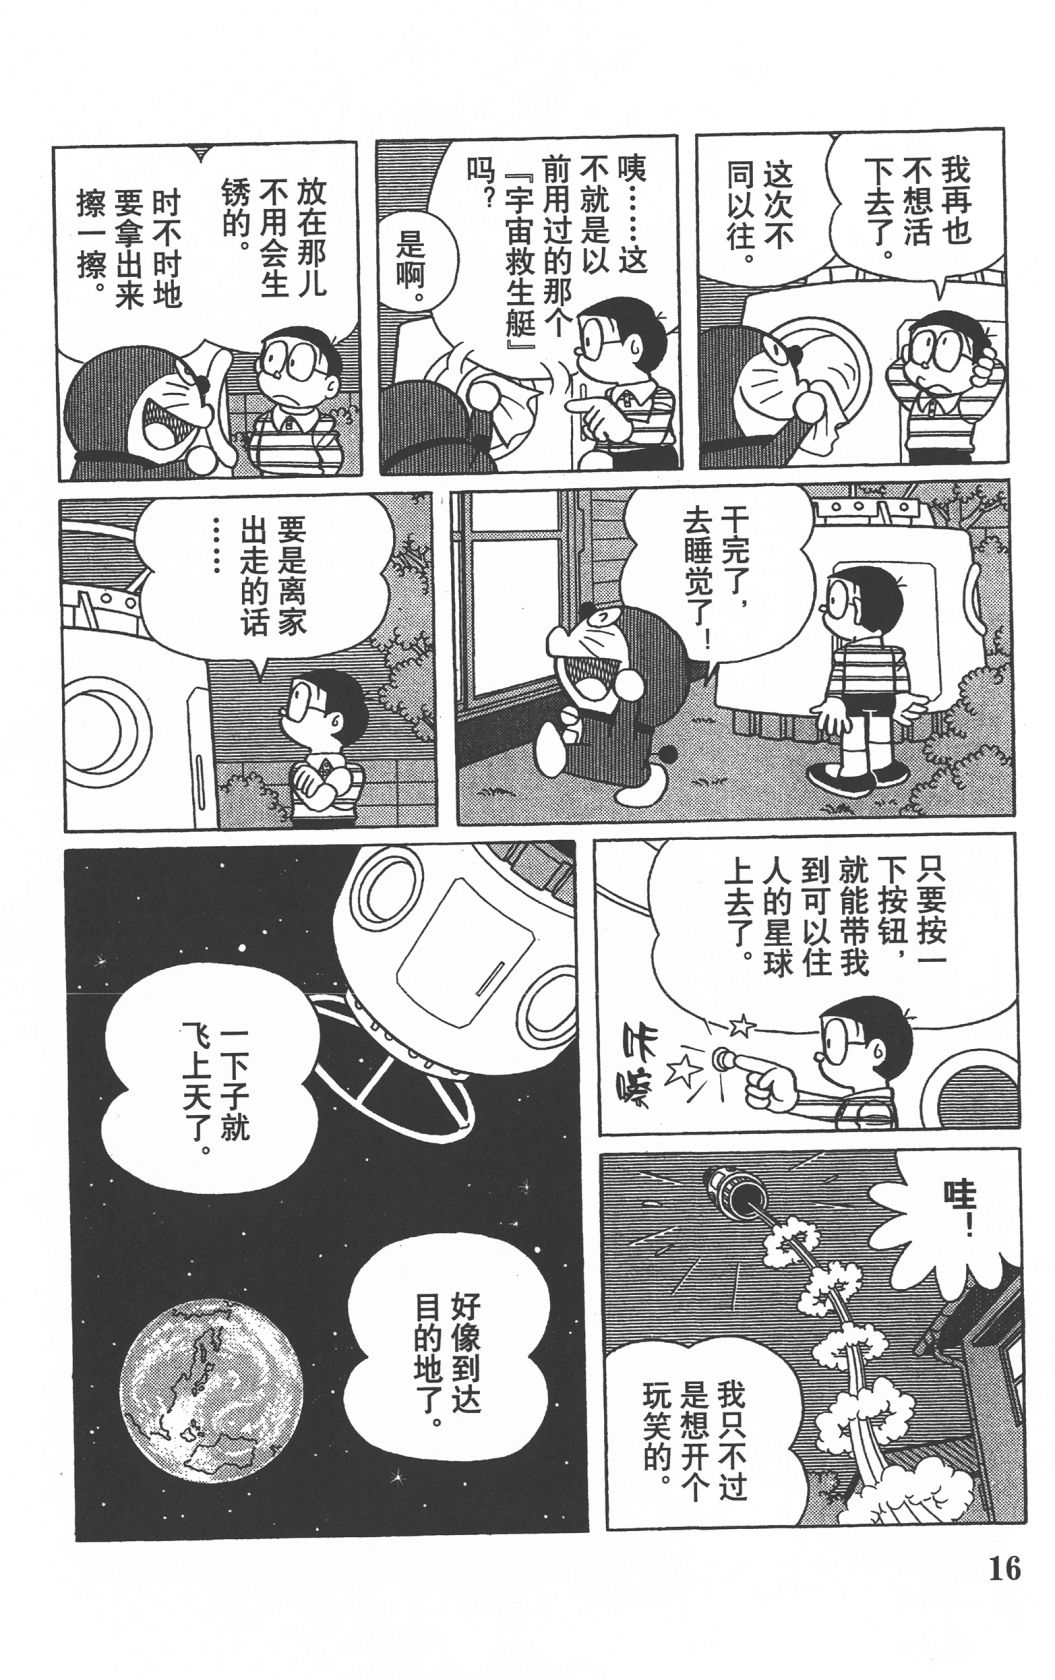 我再也
不想活
下去了。
这次不
同以往。
咦……这
不就是以
前用过的那个
『宇宙救生艇』
吗？
是啊。
放在那儿
不用会生
锈的。
时不时地
要拿出来
擦一擦。
干完了，
去睡觉了！
要是离家
出走的话
……
只要按一
下按钮，
就能带我
到可以住
人的星球
上去了。
咔
嚓
哇！
我只不过
是想开个
玩笑的。
一下子就
飞上天了。
好像到达
目的地了。
16